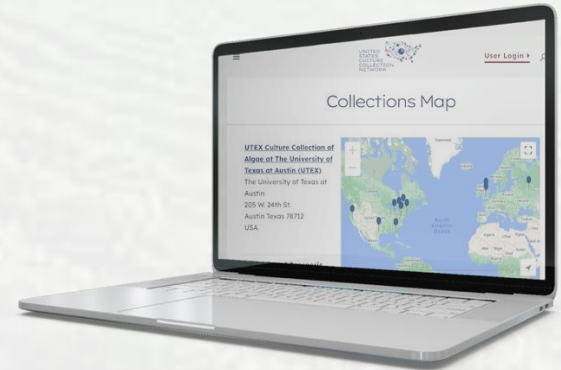 UNITED
STATES
CULTURE
COLLECTION
NETWORK
User Login
Collections Map
UTEX Culture Collection of
Algae at The University of
Texas at Austin (UTEX)
The University of Texas at
Austin
205 W. 24th St.
Austin Texas 78712
USA
North
Atlantic
Ocean